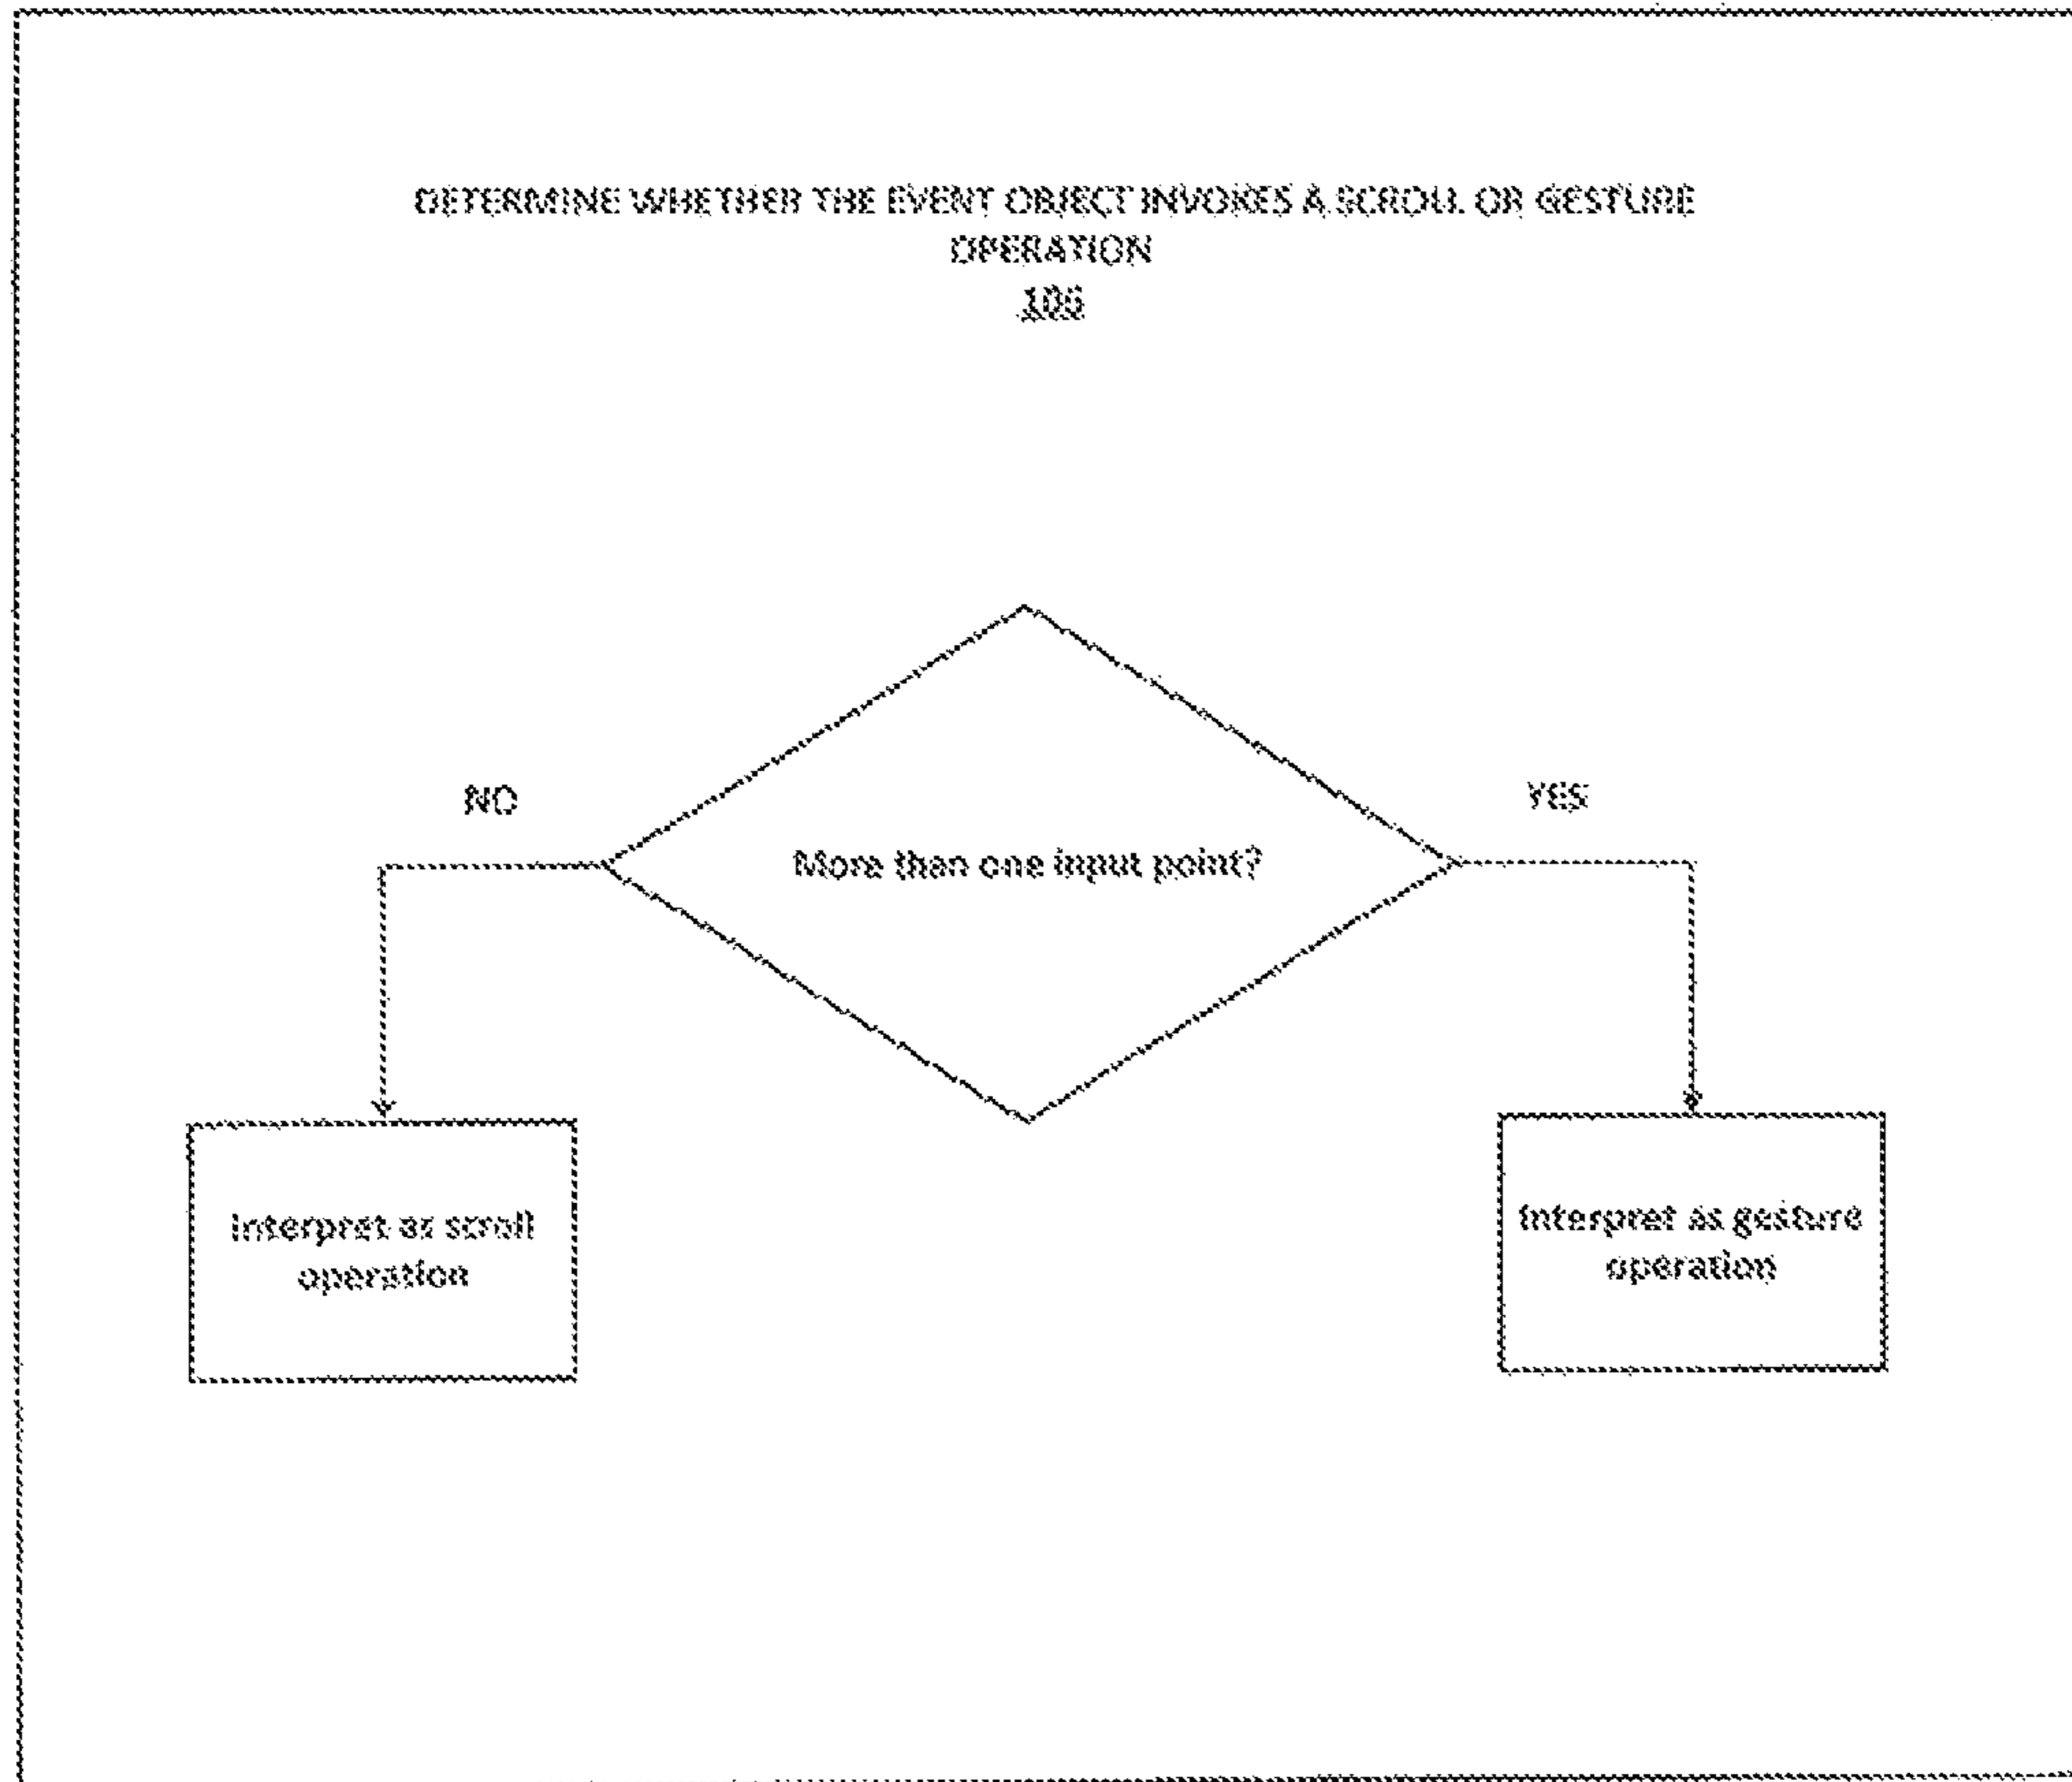 DETERMINE WHETHER THE EVENT OBJECT INVOKES A SCROLL OR GESTURE
OPERATION
106
NO
YES
More than one input point?
Interpret as scroll
operation
Interpret as gesture
operation